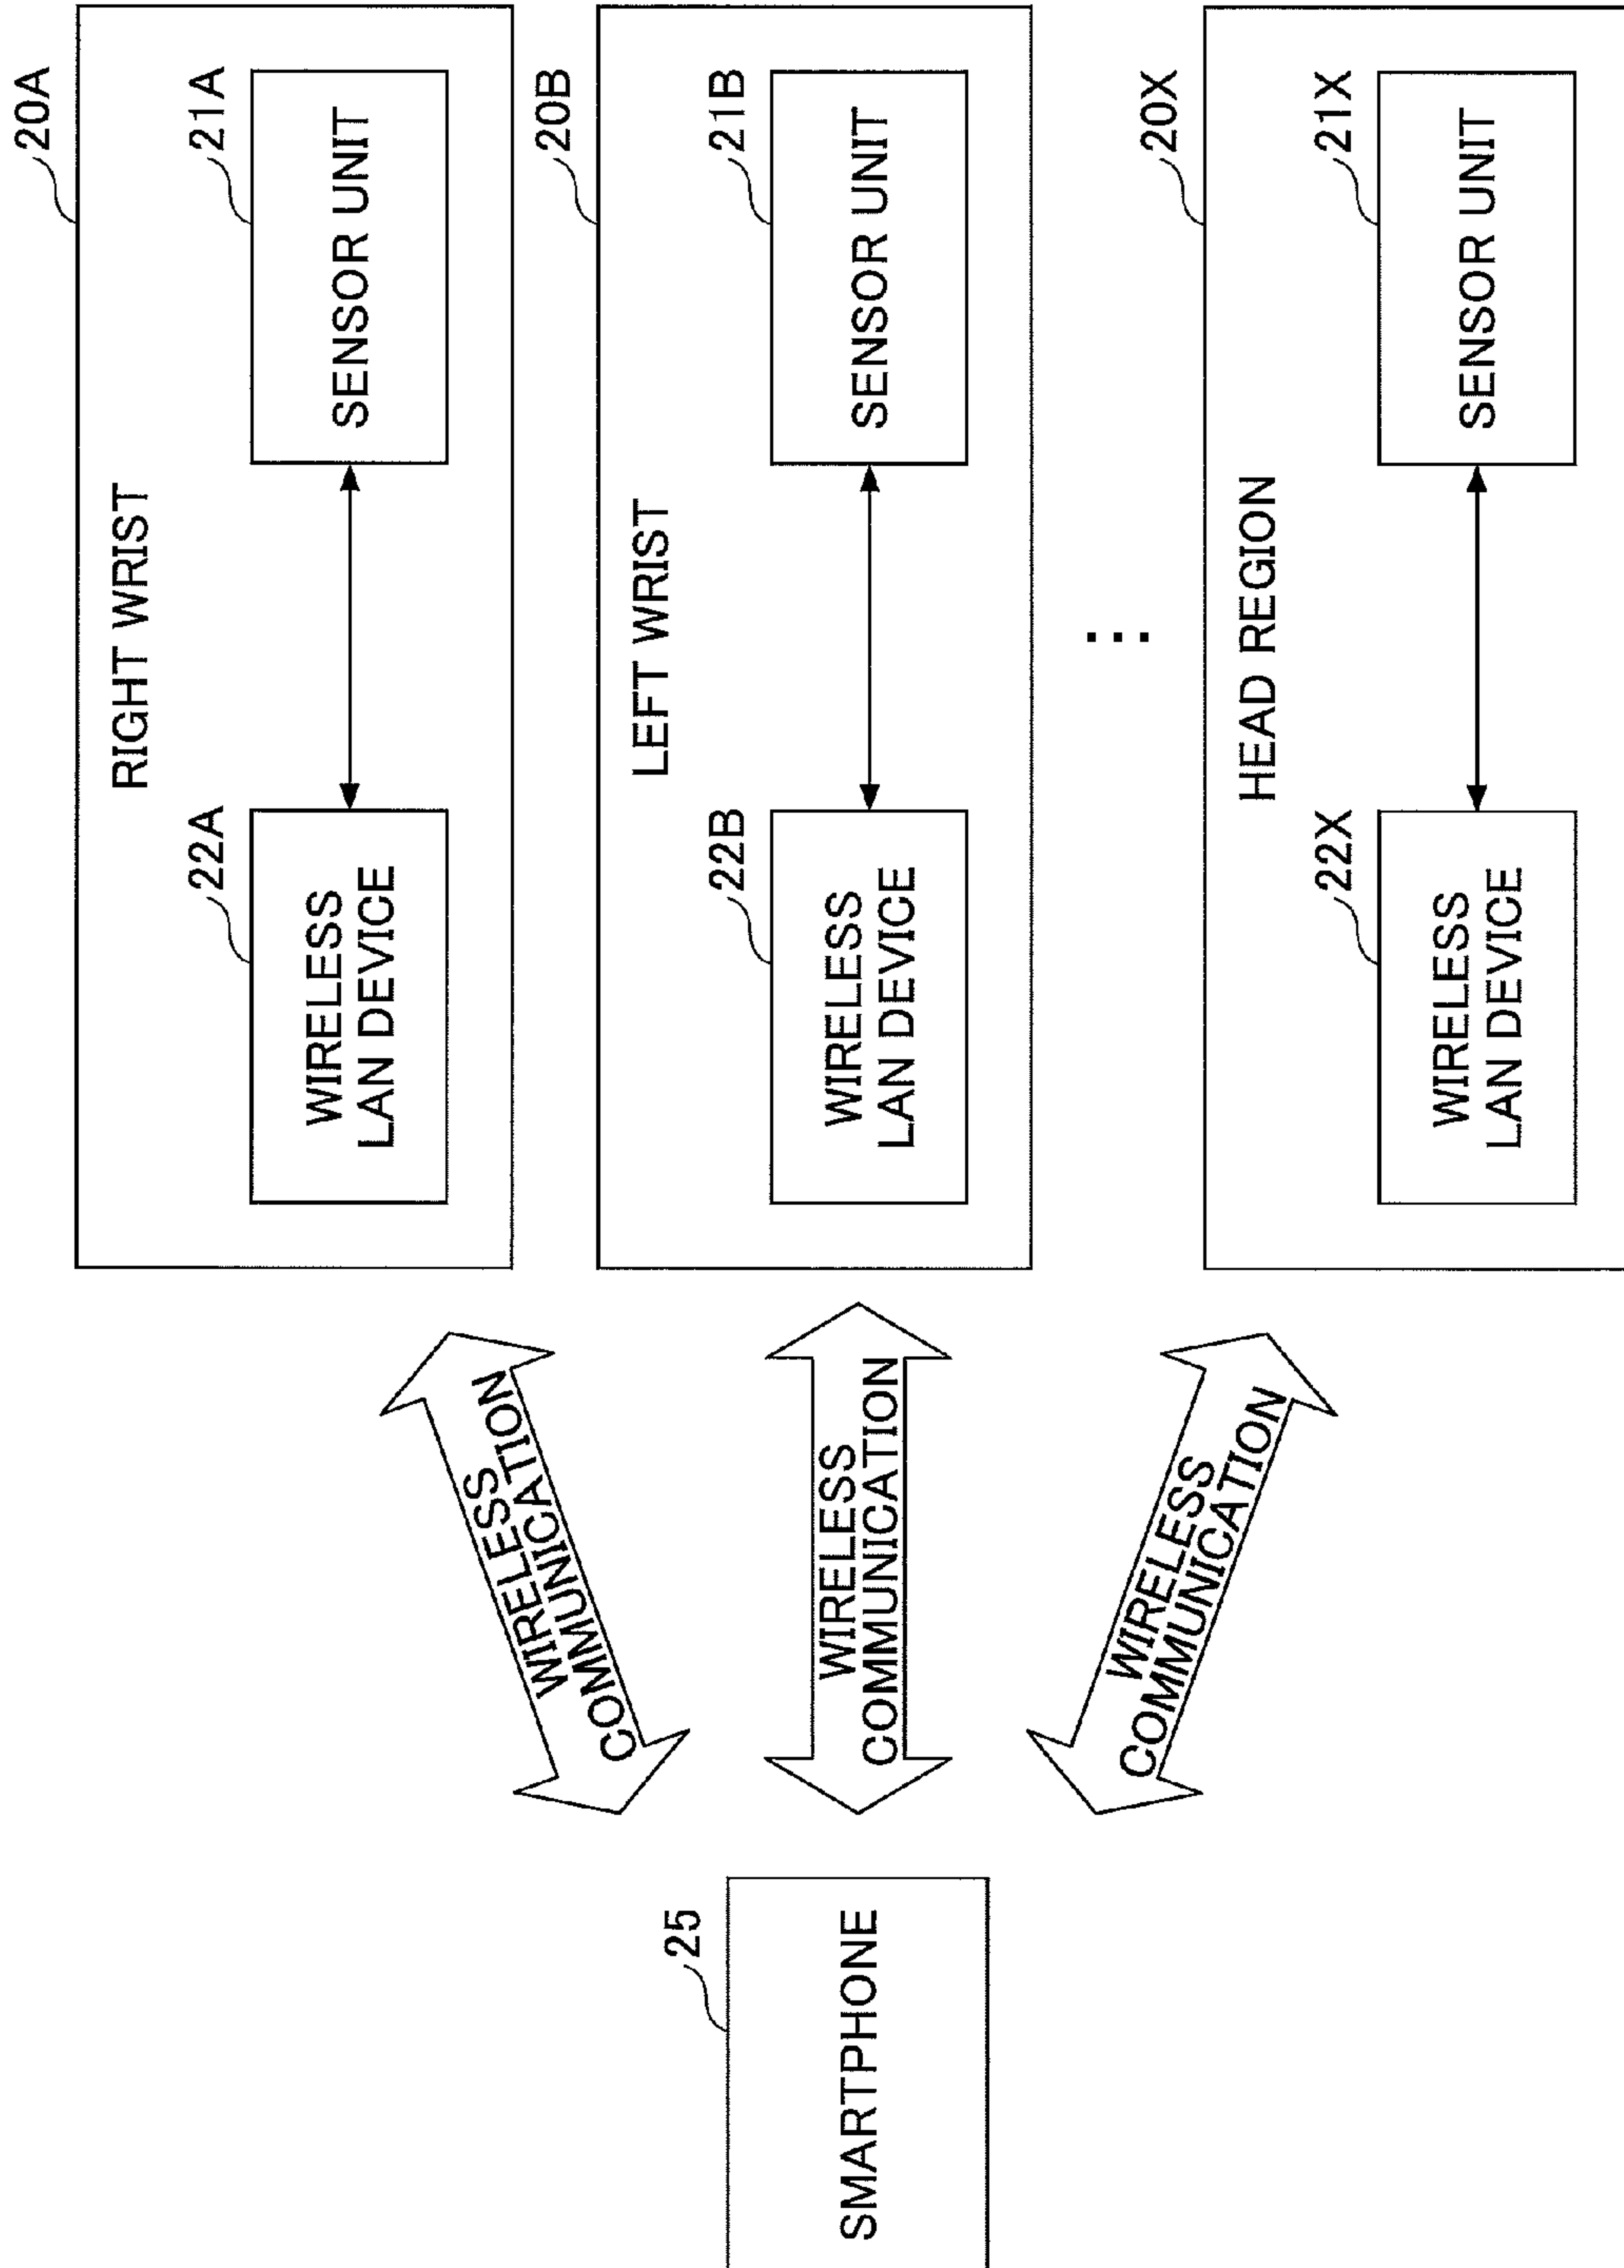 20A
RIGHT WRIST
22A
WIRELESS
LAN DEVICE
21A
SENSOR UNIT
20B
LEFT WRIST
22B
WIRELESS
LAN DEVICE
21B
SENSOR UNIT
...
20X
HEAD REGION
22X
WIRELESS
LAN DEVICE
21X
SENSOR UNIT
WIRELESS
COMMUNICATION
WIRELESS
COMMUNICATION
WIRELESS
COMMUNICATION
25
SMARTPHONE